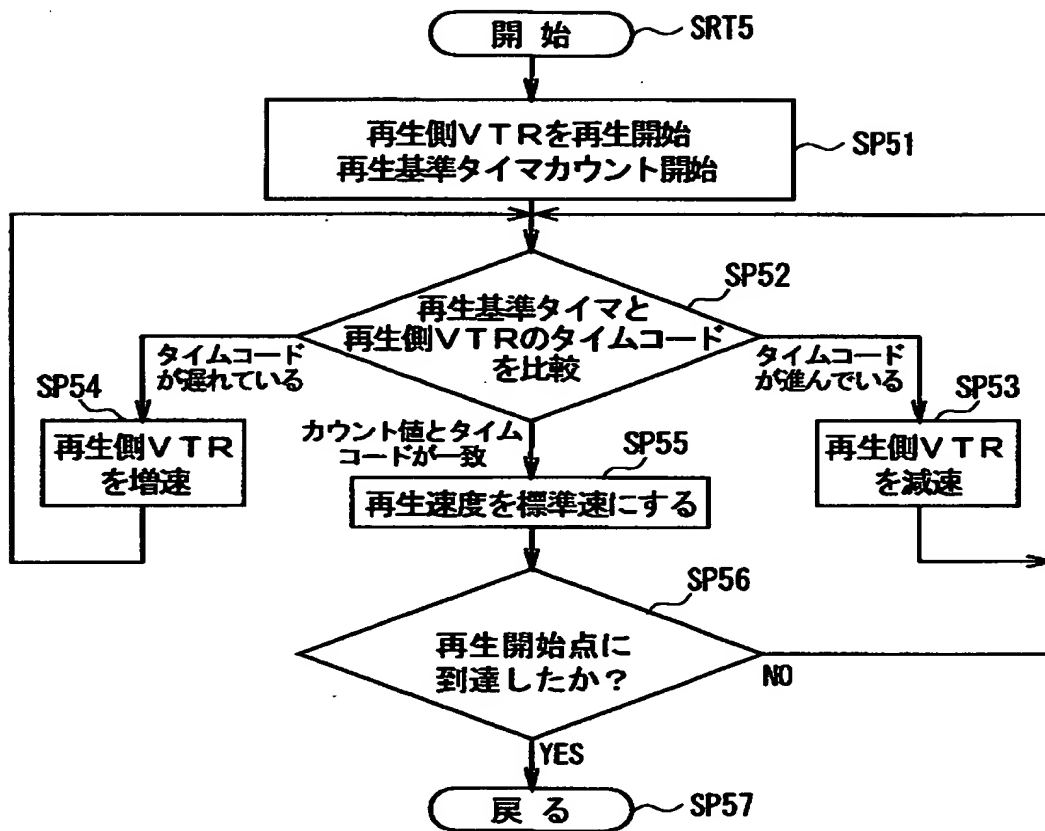 開始
SRT5
再生側VTRを再生開始
再生基準タイマカウント開始
SP51
SP52
再生基準タイマと
再生側VTRのタイムコード
を比較
タイムコード
が遅れている
タイムコード
が進んでいる
SP54
SP53
再生側VTR
を増速
カウント値とタイム
コードが一致
SP55
再生側VTR
を減速
再生速度を標準速にする
SP56
再生開始点に
到達したか？
NO
YES
戻る
SP57